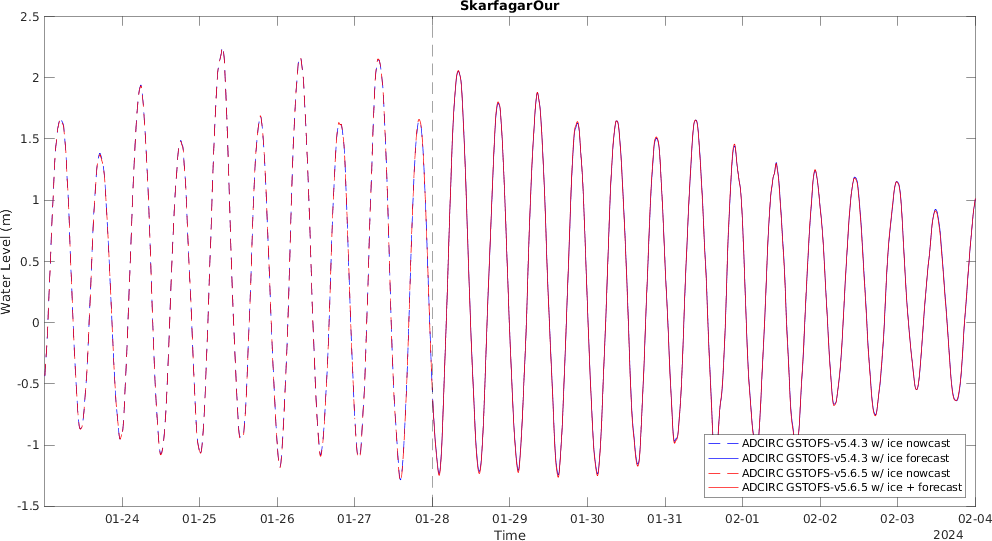 SkarfagarOur
2.5
2
1.5
1
0.5
0
-0.5
-1
-1.5
Water Level (m)
ADCIRC GSTOFS-v5.4.3 w/ ice nowcast
ADCIRC GSTOFS-v5.4.3 w/ ice forecast
ADCIRC GSTOFS-v5.6.5 w/ ice nowcast
ADCIRC GSTOFS-v5.6.5 w/ ice + forecast
01-24 01-25 01-26 01-27 01-28 01-29 01-30 01-31 02-01 02-02 02-03 02-04
Time
2024